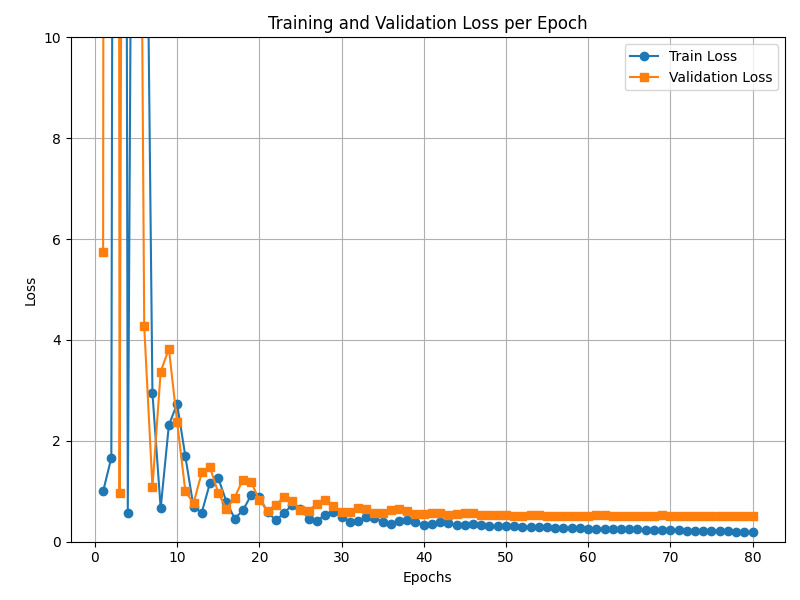 Training and Validation Loss per Epoch
Train Loss
Validation Loss
Loss
10
8
6
4
2
0
0 10 20 30 40 50 60 70 80
Epochs